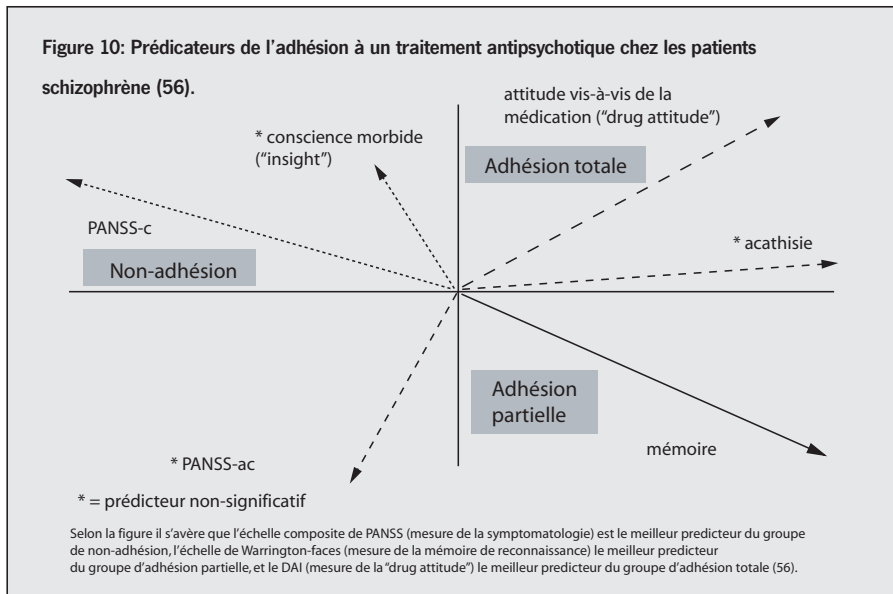 Figure 10: Prédicateurs de l'adhésion à un traitement antipsychotique chez les patients
schizophrène (56).
attitude vis-à-vis de la
médication ("drug attitude")
* conscience morbide
("insight")
Adhésion totale
PANSS-c
* acathisie
Non-adhésion
Adhésion
partielle
mémoire
* PANSS-ac
* = prédicteur non-significatif
Selon la figure il s'avère que l'échelle composite de PANSS (mesure de la symptomatologie) est le meilleur predicteur du groupe
de non-adhésion, l'échelle de Warrington-faces (mesure de la mémoire de reconnaissance) le meilleur predicteur
du groupe d'adhésion partielle, et le DAI (mesure de la "drug attitude") le meilleur predicteur du groupe d'adhésion totale (56).